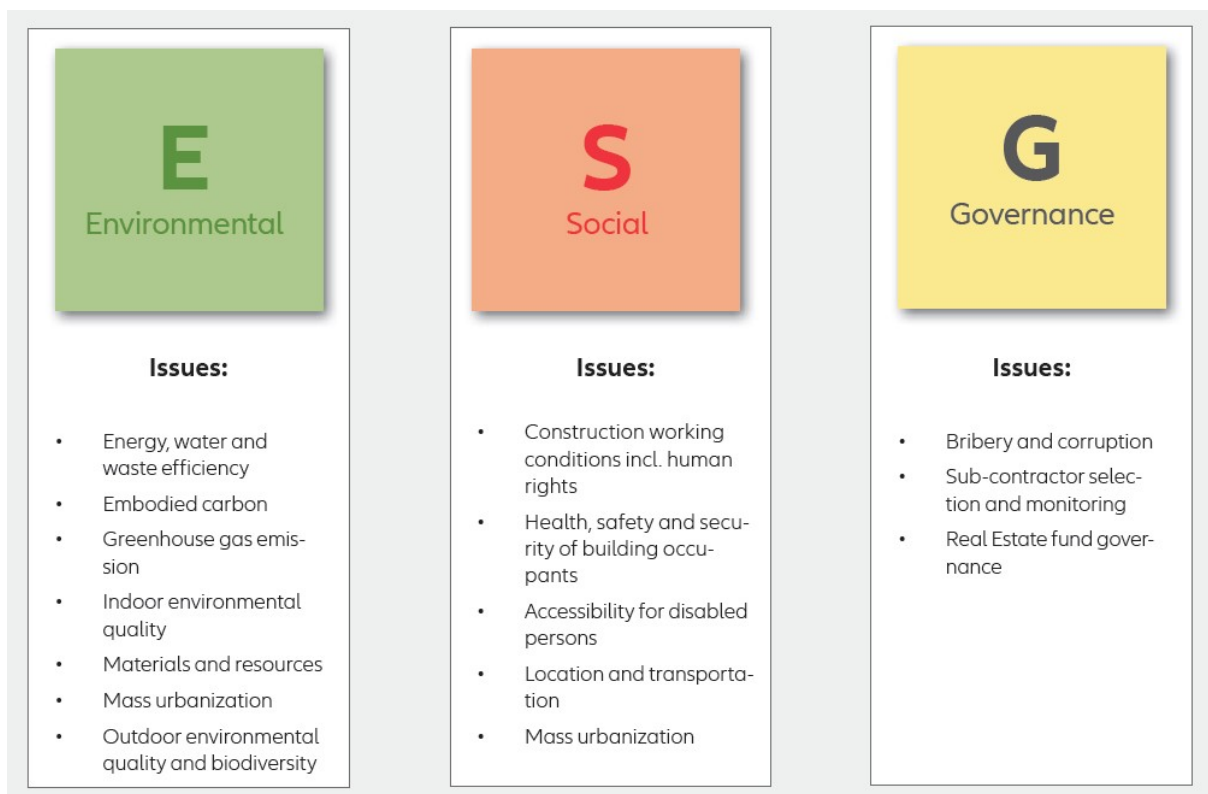 E
Environmental
Issues:
• Energy, water and
waste efficiency
• Embodied carbon
• Greenhouse gas emis-
sion
• Indoor environmental
quality
• Materials and resources
• Mass urbanization
• Outdoor environmental
quality and biodiversity
S
Social
Issues:
• Construction working
conditions incl. human
rights
• Health, safety and secu-
rity of building occu-
pants
• Accessibility for disabled
persons
• Location and transporta-
tion
• Mass urbanization
G
Governance
Issues:
• Bribery and corruption
• Sub-contractor selec-
tion and monitoring
• Real Estate fund gover-
nance